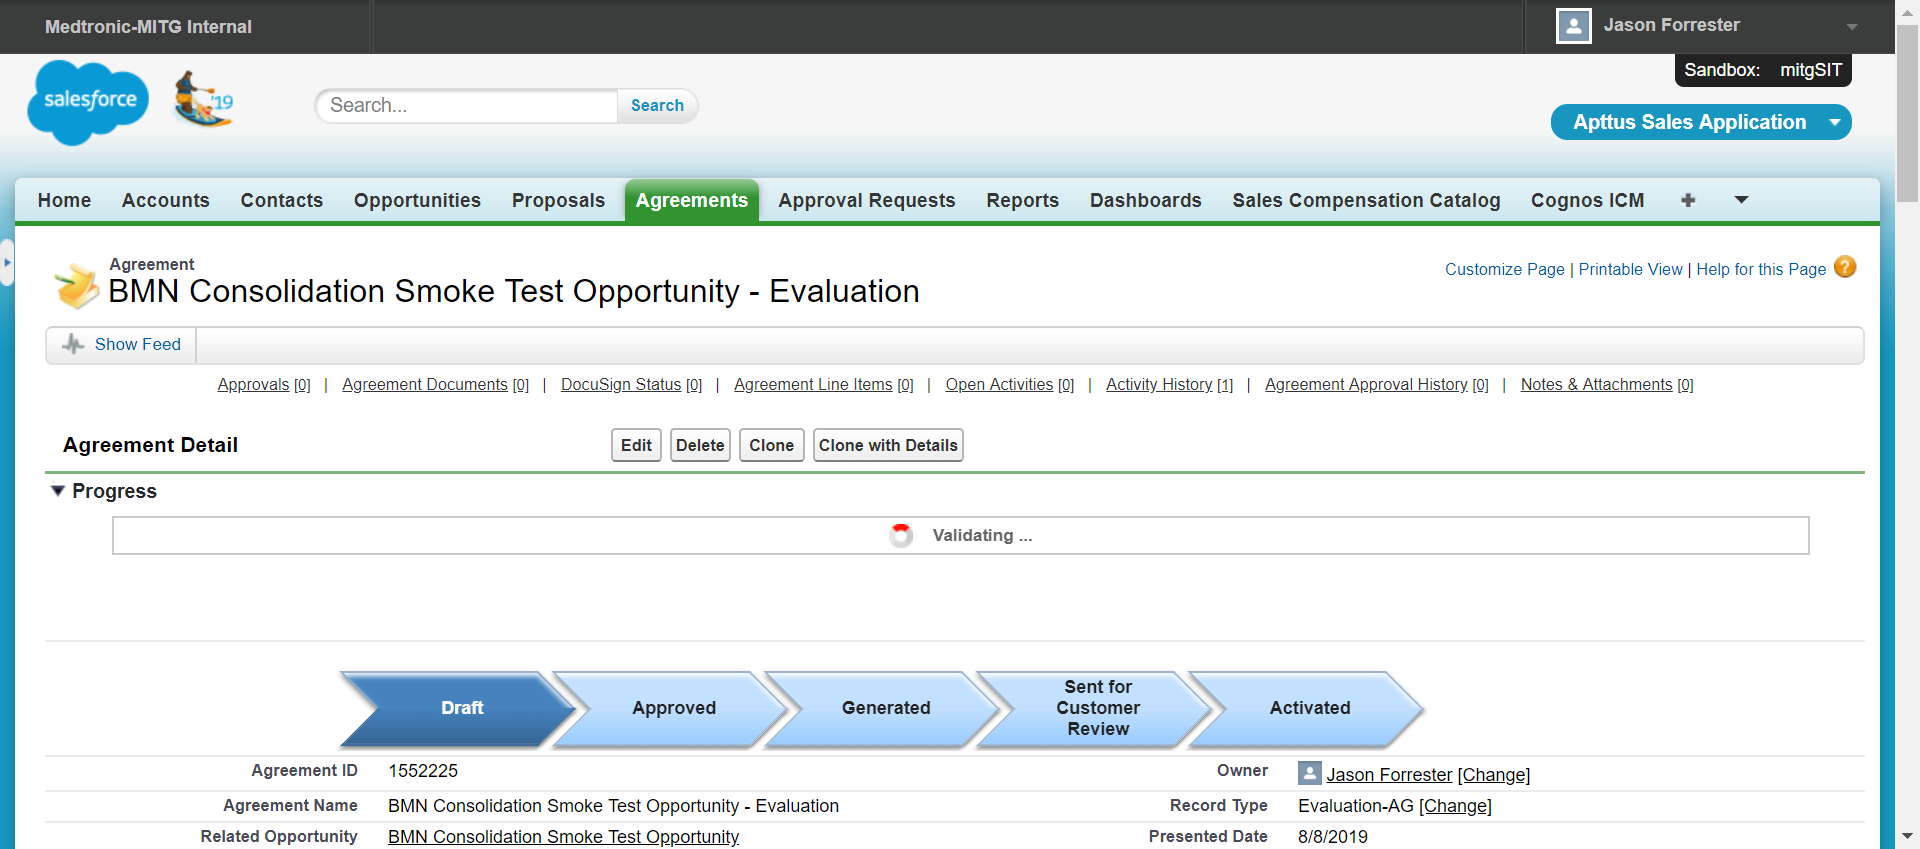 Medtronic-MITG Internal
Jason Forrester
Sandbox: mitgSIT
salesforce
'19
Search...
Search
Apttus Sales Application
Home Accounts Contacts Opportunities Proposals Agreements Approval Requests Reports Dashboards Sales Compensation Catalog Cognos ICM +
Agreement
BMN Consolidation Smoke Test Opportunity - Evaluation
Customize Page | Printable View | Help for this Page ?
Show Feed
Approvals [0] | Agreement Documents [0] | DocuSign Status [0] | Agreement Line Items [0] | Open Activities [0] | Activity History [1] | Agreement Approval History [0] | Notes & Attachments [0]
Agreement Detail
Edit Delete Clone Clone with Details
Progress
Validating ...
Draft
Approved
Generated
Sent for
Customer
Review
Activated
Agreement ID 1552225
Owner Jason Forrester [Change]
Agreement Name BMN Consolidation Smoke Test Opportunity - Evaluation
Record Type Evaluation-AG [Change]
Related Opportunity BMN Consolidation Smoke Test Opportunity
Presented Date 8/8/2019